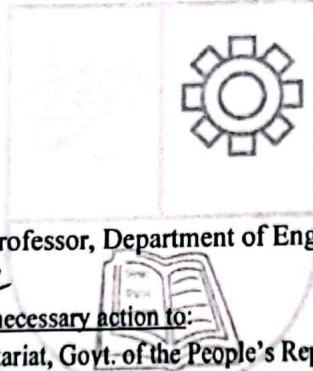 rofessor, Department of Eng
necessary action to:
tariat, Govt. of the People's Rep